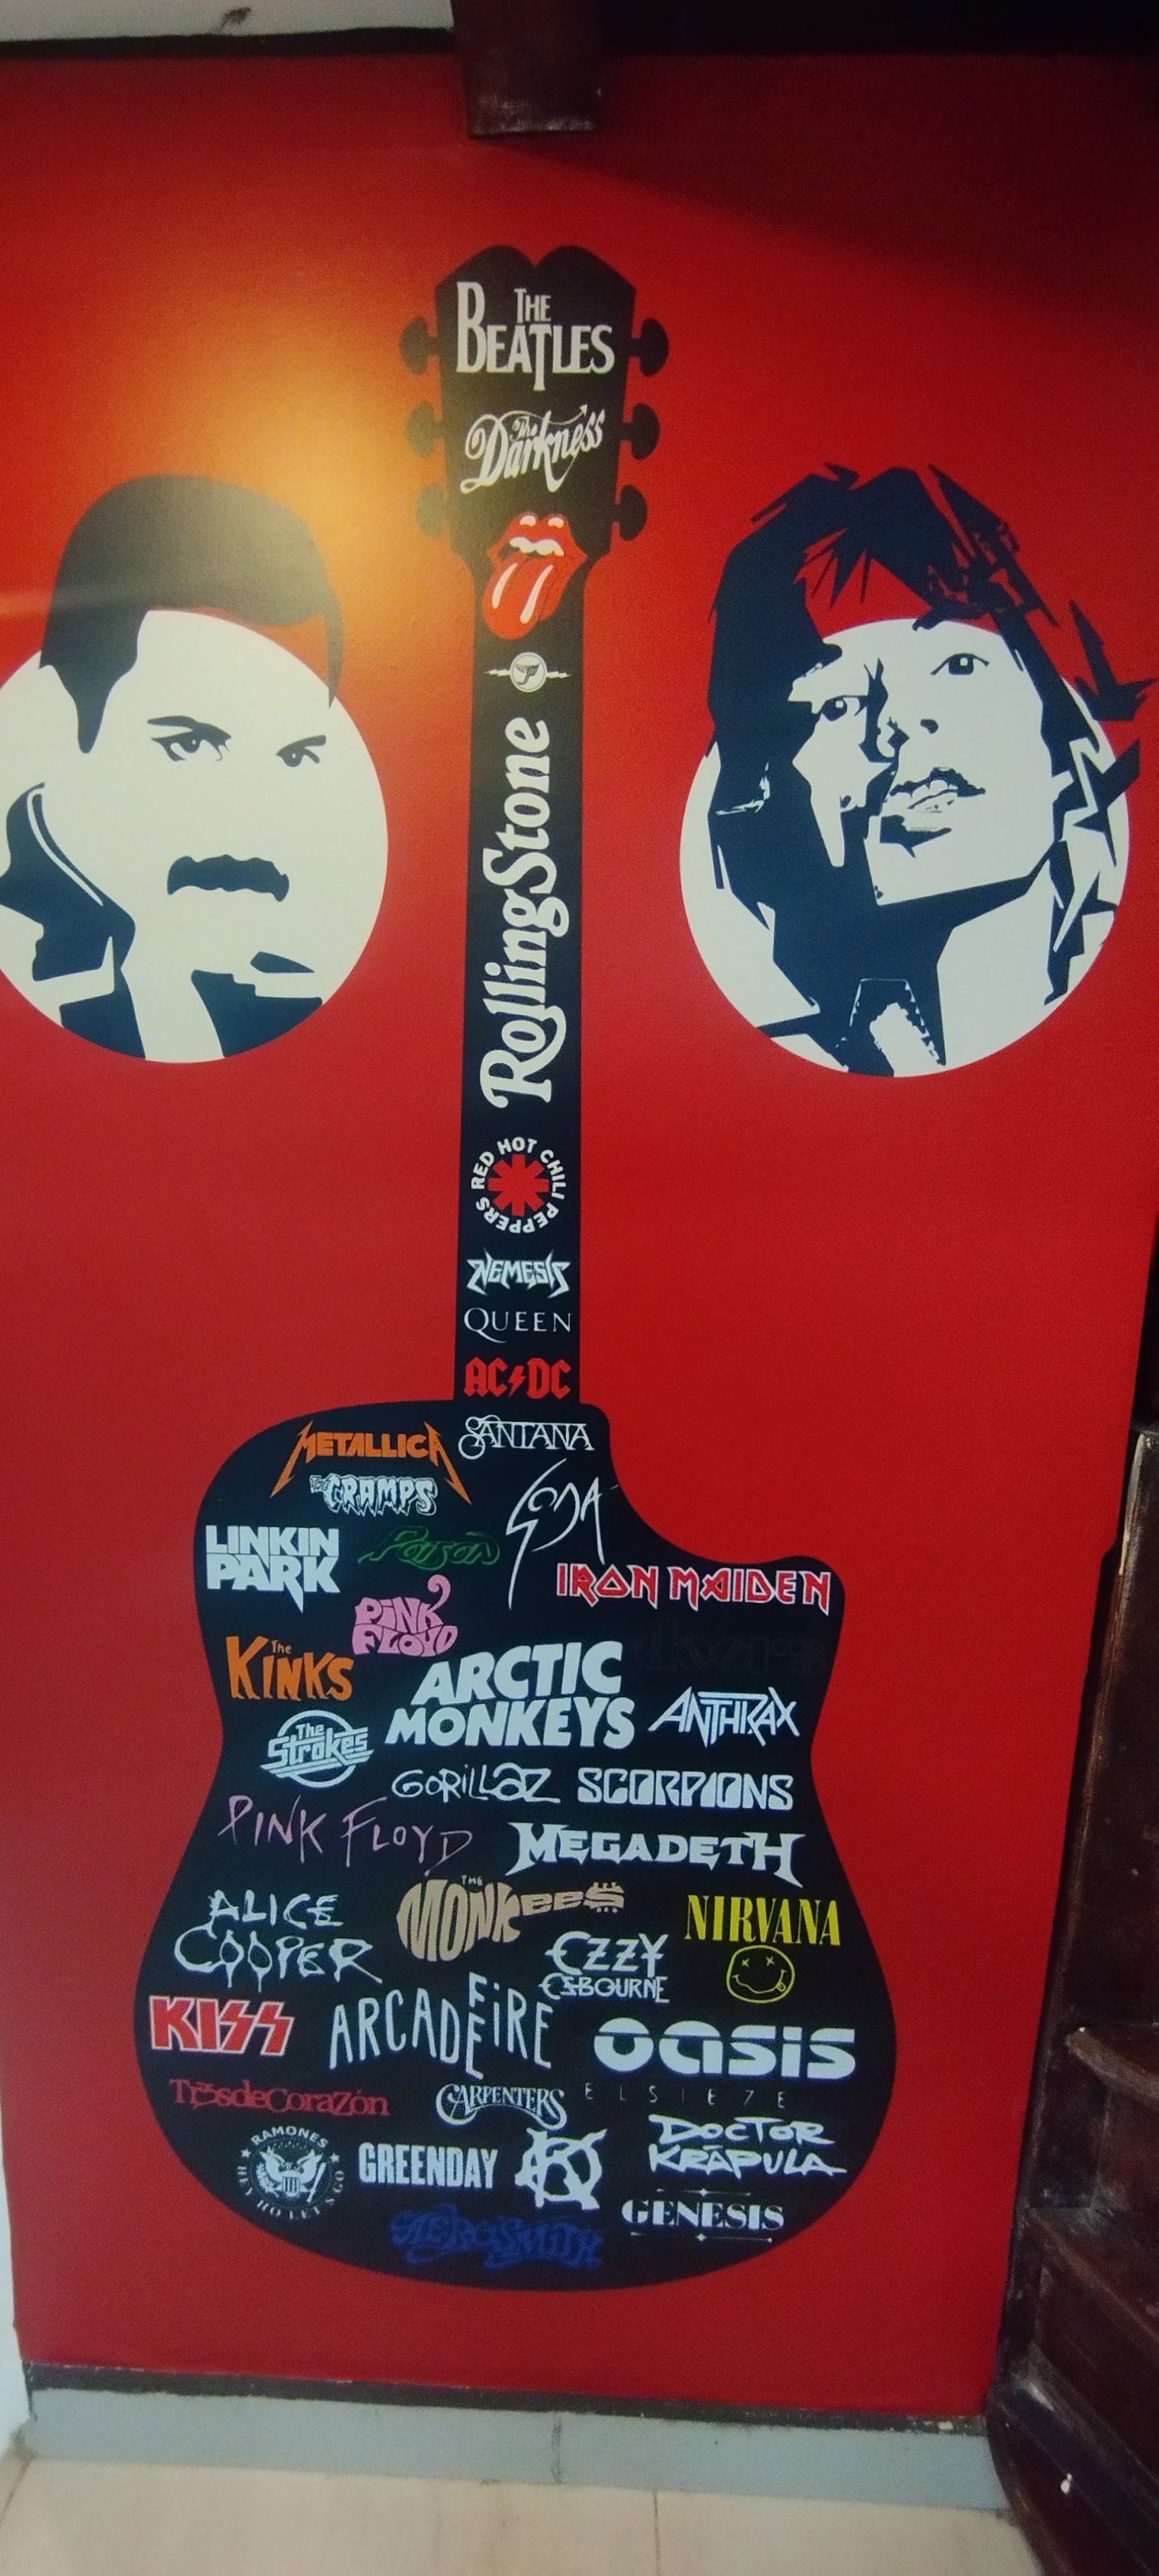 THE
BEATLES
The
Darkness
RollingStone
RED HOT CHILI PEPPERS
NEMESIS
QUEEN
AC DC
SANTANA
METALLICA
THE CRAMPS
SODA
LINKIN
PARK
Poison
IRON MAIDEN
PINK
FLOYD
doors
The
KINKS
ARCTIC
MONKEYS
ANTHRAX
The
Strokes
GORILLAZ
SCORPIONS
PINK FLOYD
MEGADETH
THE
MONKEES
ALICE
COOPER
NIRVANA
OZZY
OSBOURNE
KISS
ARCADE FIRE
OASIS
Tr3sdeCoraZón
CARPENTERS
ELSIE7E
DOCTOR
KRÁPULA
RAMONES
HEY HO LET'S GO
GREENDAY
K
GENESIS
AEROSMITH